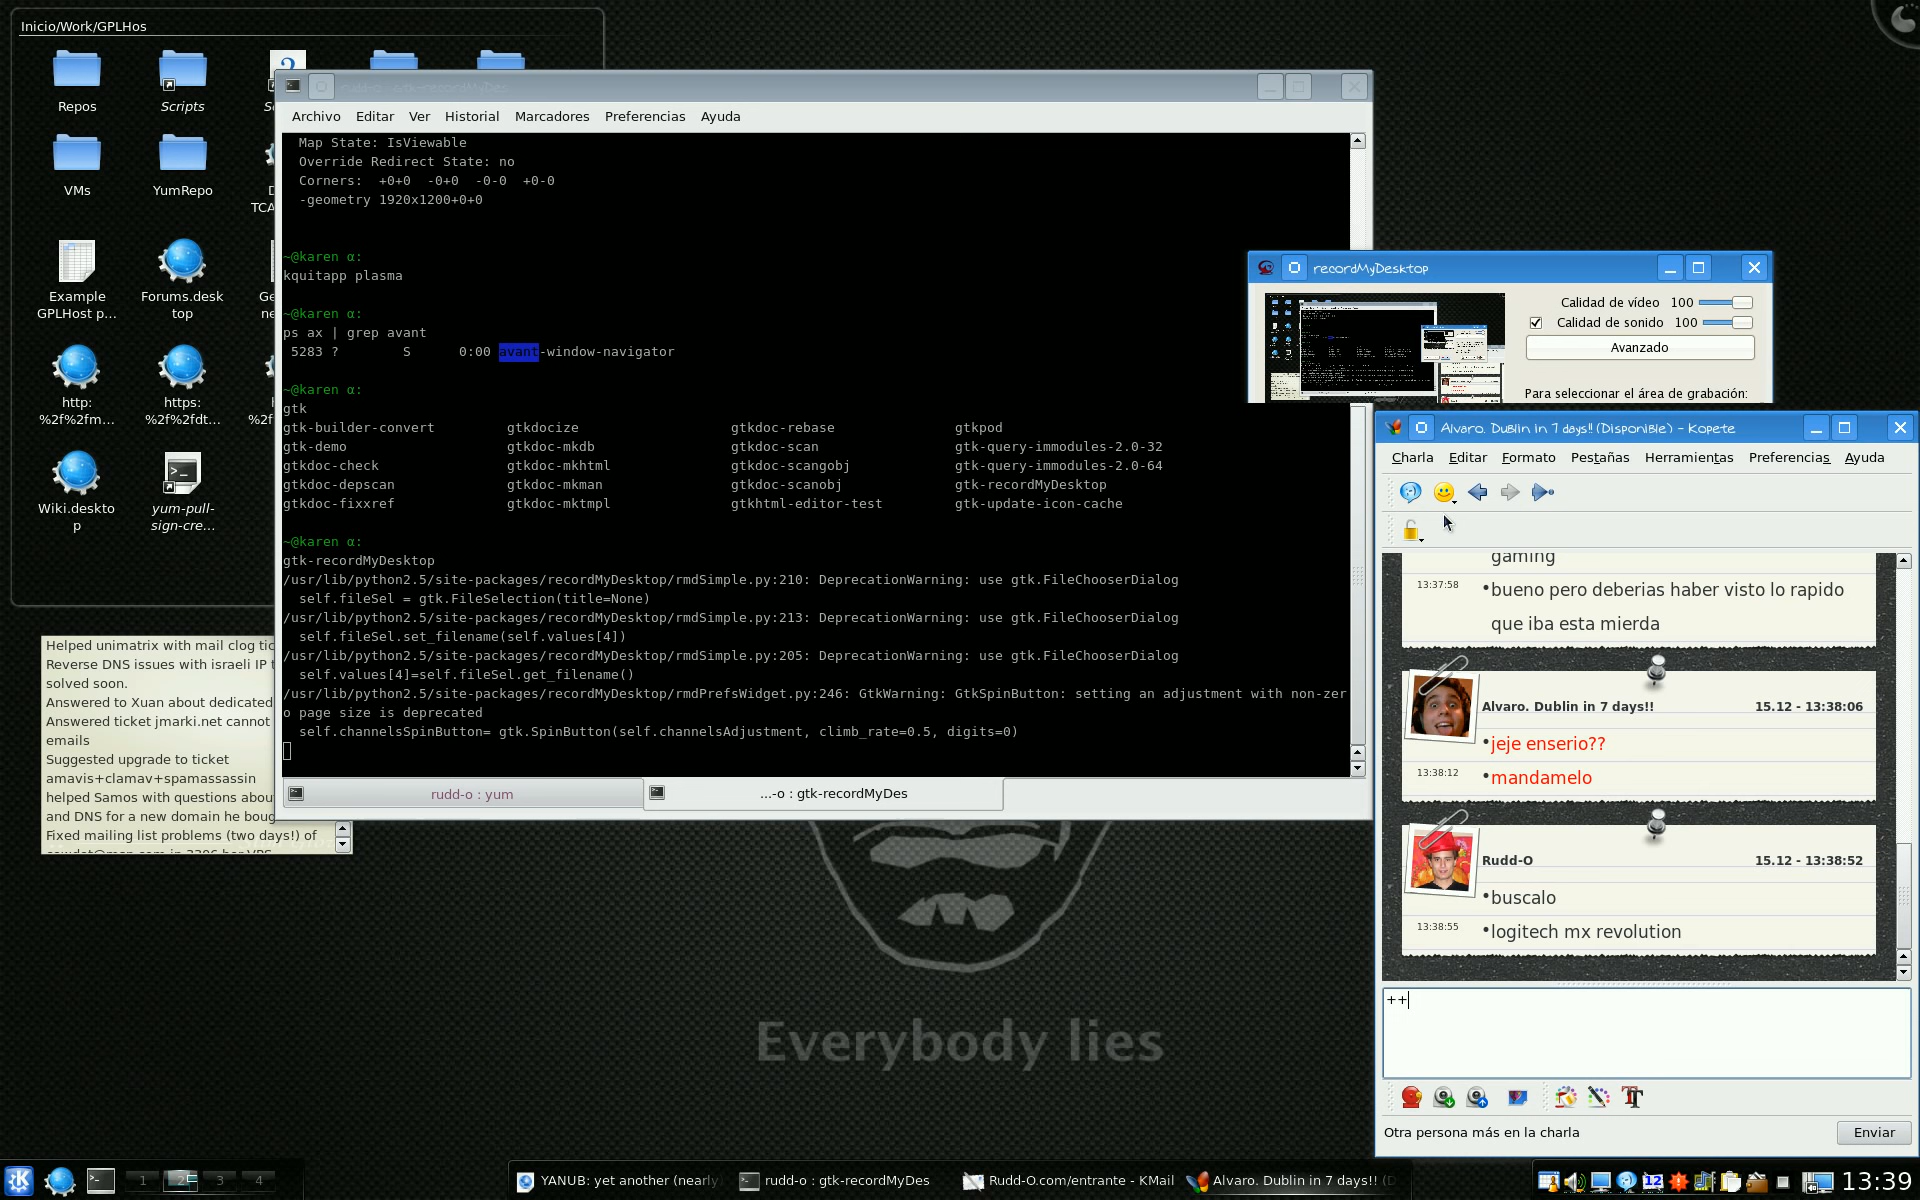 Inicio/Work/GPLHos
Repos
Scripts
VMs
YumRepo
Example
GPLHost p...
Forums.desk
top
http:
%2f%2fm...
https:
%2f%2fdt...
Wiki.deskto
p
yum-pull-
sign-cre...
Helped unimatrix with mail clog tic
Reverse DNS issues with israeli IP t
solved soon.
Answered to Xuan about dedicated
Answered ticket jmarki.net cannot
emails
Suggested upgrade to ticket
amavis+clamav+spamassassin
helped Samos with questions abou
and DNS for a new domain he boug
Fixed mailing list problems (two days!) of
Archivo Editar Ver Historial Marcadores Preferencias Ayuda
Map State: IsViewable
Override Redirect State: no
Corners: +0+0 -0+0 -0-0 +0-0
-geometry 1920x1200+0+0
~@karen α:
kquitapp plasma
~@karen α:
ps ax | grep avant
5283 ? S 0:00 avant-window-navigator
~@karen α:
gtk
gtk-builder-convert gtkdocize gtkdoc-rebase gtkpod
gtk-demo gtkdoc-mkdb gtkdoc-scan gtk-query-immodules-2.0-32
gtkdoc-check gtkdoc-mkhtml gtkdoc-scangobj gtk-query-immodules-2.0-64
gtkdoc-depscan gtkdoc-mkman gtkdoc-scanobj gtk-recordMyDesktop
gtkdoc-fixxref gtkdoc-mktmpl gtkhtml-editor-test gtk-update-icon-cache
~@karen α:
gtk-recordMyDesktop
/usr/lib/python2.5/site-packages/recordMyDesktop/rmdSimple.py:210: DeprecationWarning: use gtk.FileChooserDialog
self.fileSel = gtk.FileSelection(title=None)
/usr/lib/python2.5/site-packages/recordMyDesktop/rmdSimple.py:213: DeprecationWarning: use gtk.FileChooserDialog
self.fileSel.set_filename(self.values[4])
/usr/lib/python2.5/site-packages/recordMyDesktop/rmdSimple.py:205: DeprecationWarning: use gtk.FileChooserDialog
self.values[4]=self.fileSel.get_filename()
/usr/lib/python2.5/site-packages/recordMyDesktop/rmdPrefsWidget.py:246: GtkWarning: GtkSpinButton: setting an adjustment with non-zer
o page size is deprecated
self.channelsSpinButton= gtk.SpinButton(self.channelsAdjustment, climb_rate=0.5, digits=0)
rudd-o : yum
...-o : gtk-recordMyDes
recordMyDesktop
Calidad de vídeo 100
Calidad de sonido 100
Avanzado
Para seleccionar el área de grabación:
Alvaro. Dublin in 7 days!! (Disponible) - Kopete
Charla Editar Formato Pestañas Herramientas Preferencias Ayuda
gaming
13:37:58 •bueno pero deberias haber visto lo rapido
que iba esta mierda
Alvaro. Dublin in 7 days!! 15.12 - 13:38:06
•jeje enserio??
13:38:12 •mandamelo
Rudd-O 15.12 - 13:38:52
•buscalo
13:38:55 •logitech mx revolution
++
Otra persona más en la charla
Enviar
Everybody lies
1 2 3 4
YANUB: yet another (nearly
rudd-o : gtk-recordMyDes
Rudd-O.com/entrante - KMail
Alvaro. Dublin in 7 days!! (D
12
13:39